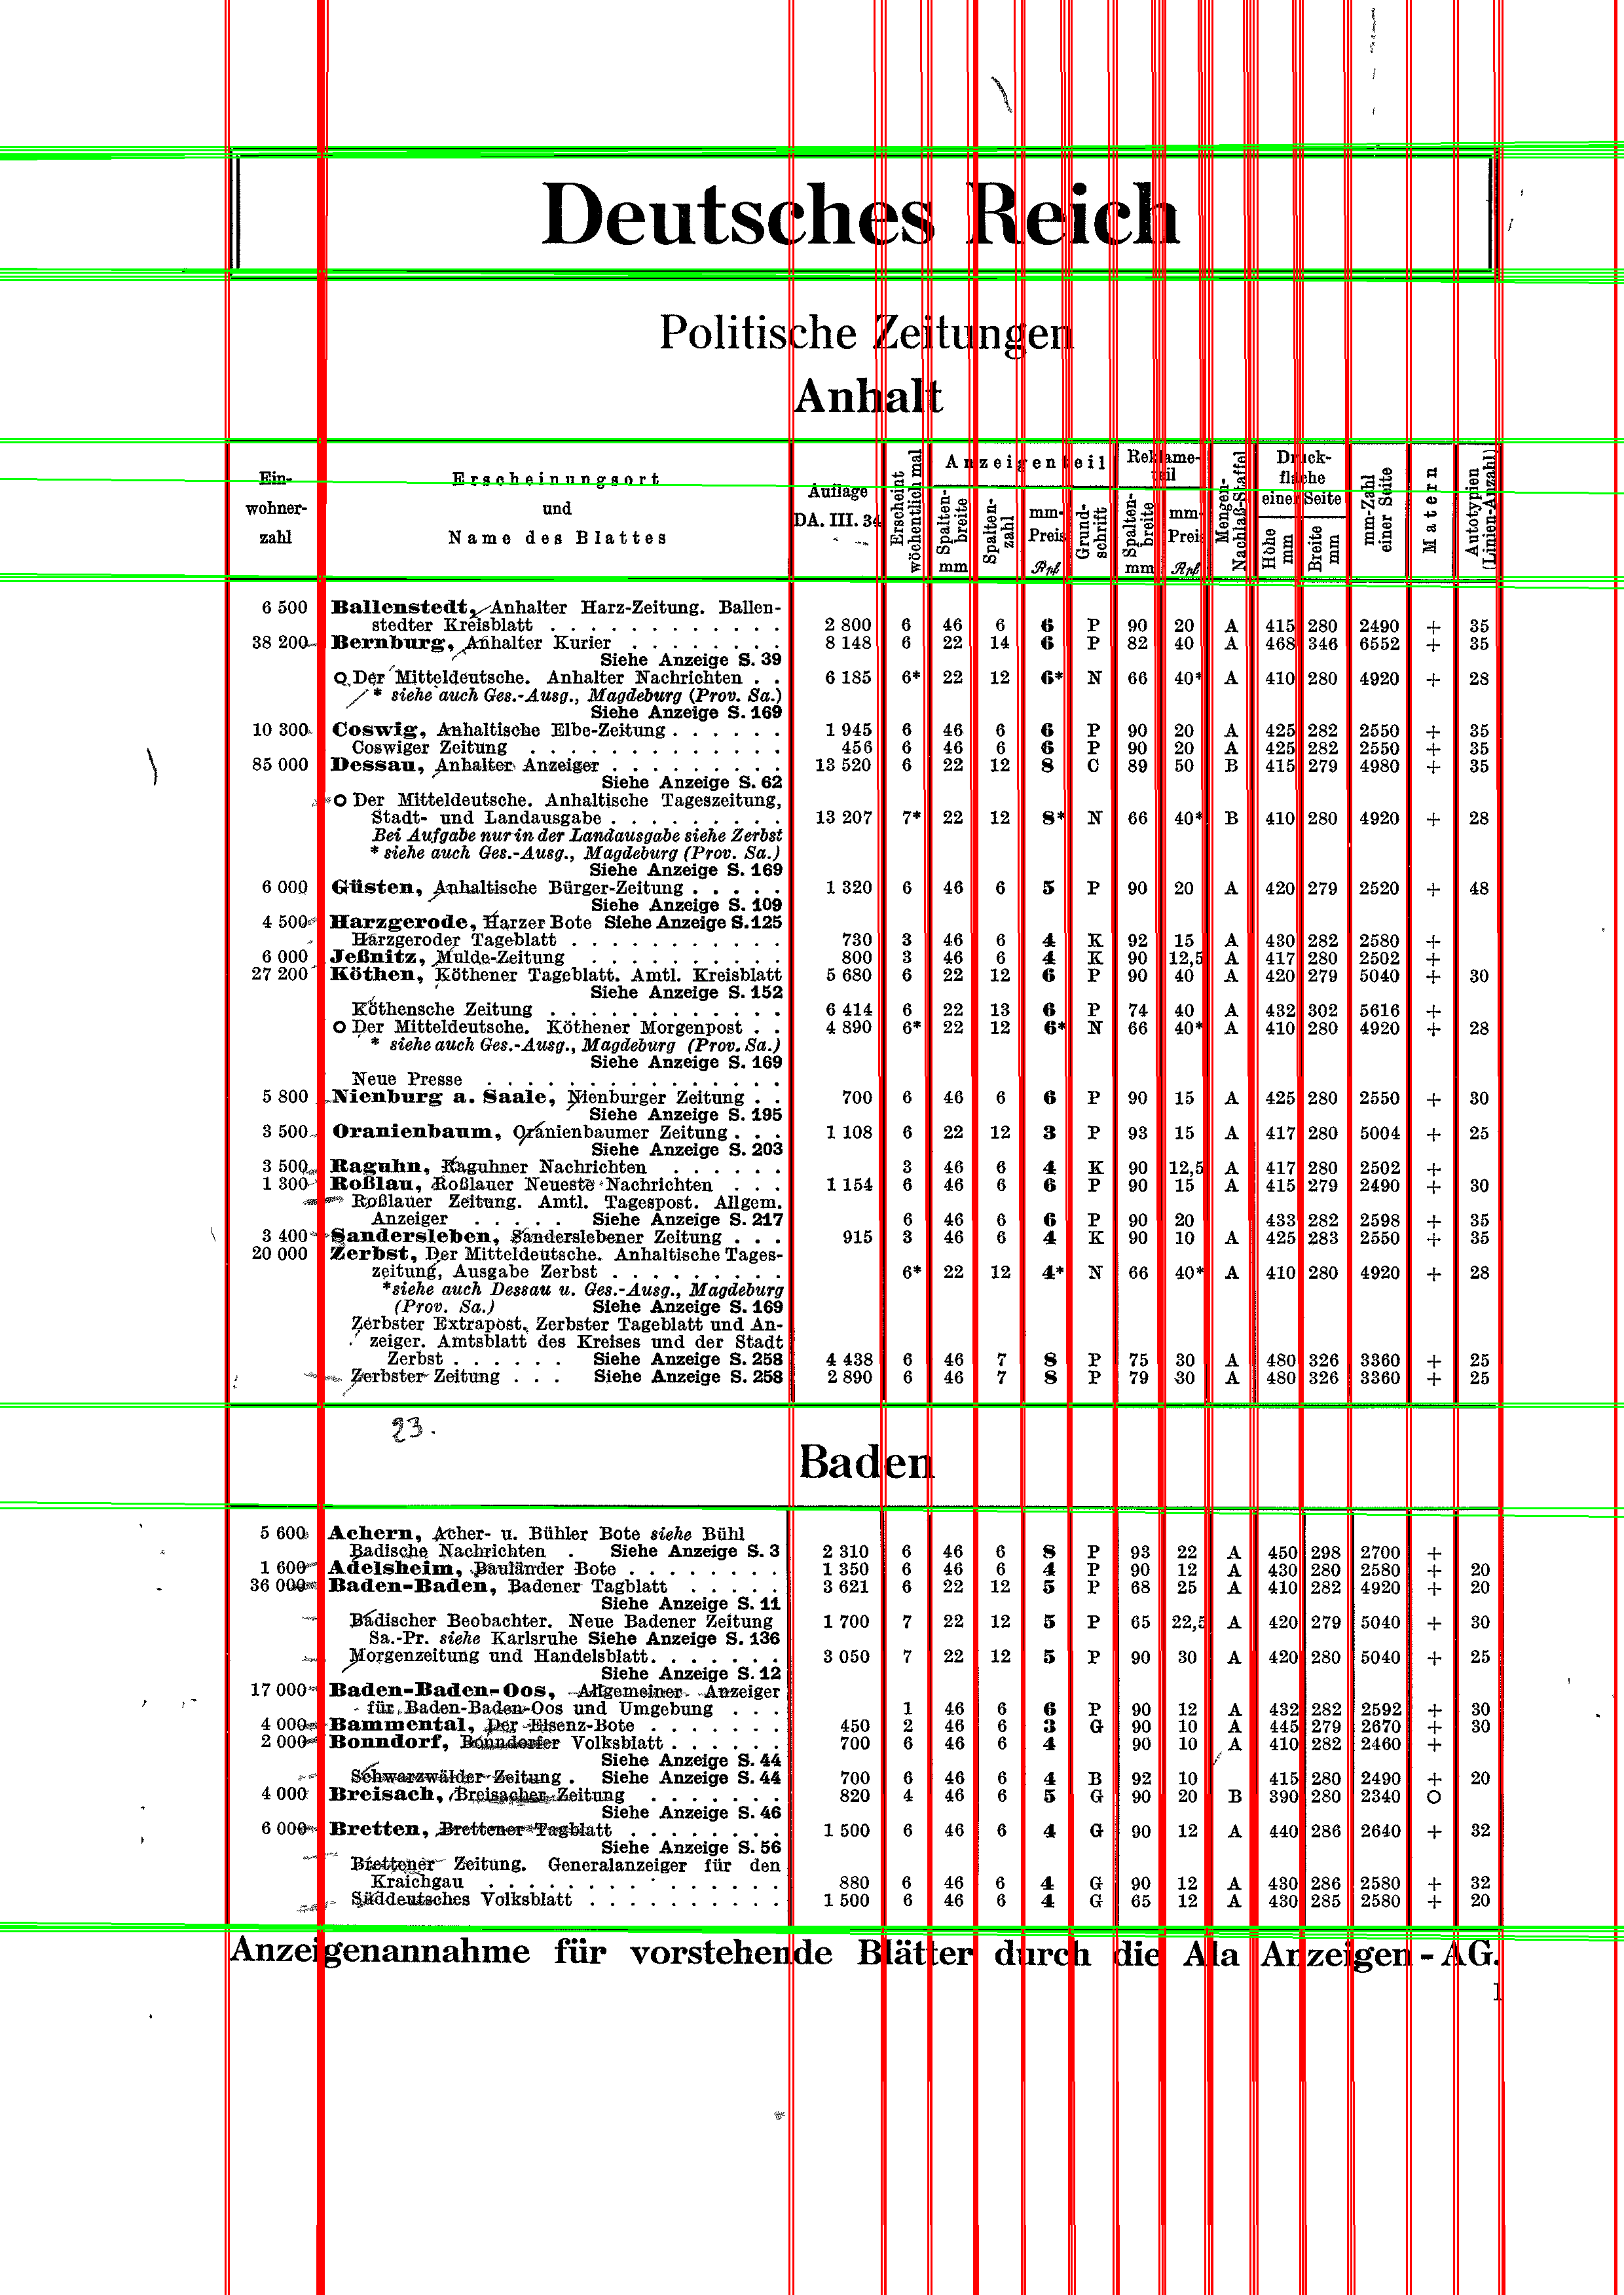 Deutsches Reich
Politische Zeitungen
Anhalt
Ein-
wohner-
zahl
Erscheinungsort
und
Name des Blattes
Auflage
DA. III. 34
Erscheint
wöchentlich mal
Anzeigenteil
Spalten-
breite
mm
Spalten-
zahl
mm-
Preis
Rpf
Grund-
schrift
Reklame-
teil
Spalten-
breite
mm
mm-
Preis
Rpf
Mengen-
Nachlaß-Staffel
Druck-
fläche
einer Seite
Höhe
mm
Breite
mm
mm-Zahl
einer Seite
Matern
Autotypien
(Linien-Anzahl)
6 500 Ballenstedt, Anhalter Harz-Zeitung. Ballen-
stedter Kreisblatt . . . 2 800 6 46 6 6 P 90 20 A 415 280 2490 + 35
38 200 Bernburg, Anhalter Kurier . . . 8 148 6 22 14 6 P 82 40 A 468 346 6552 + 35
Siehe Anzeige S. 39
O Der Mitteldeutsche. Anhalter Nachrichten . . 6 185 6* 22 12 6* N 66 40* A 410 280 4920 + 28
* siehe auch Ges.-Ausg., Magdeburg (Prov. Sa.)
Siehe Anzeige S. 169
10 300 Coswig, Anhaltische Elbe-Zeitung . . . 1 945 6 46 6 6 P 90 20 A 425 282 2550 + 35
Coswiger Zeitung . . . 456 6 46 6 6 P 90 20 A 425 282 2550 + 35
85 000 Dessau, Anhalter Anzeiger . . . 13 520 6 22 12 8 C 89 50 B 415 279 4980 + 35
Siehe Anzeige S. 62
O Der Mitteldeutsche. Anhaltische Tageszeitung,
Stadt- und Landausgabe . . . 13 207 7* 22 12 8* N 66 40* B 410 280 4920 + 28
Bei Aufgabe nur in der Landausgabe siehe Zerbst
* siehe auch Ges.-Ausg., Magdeburg (Prov. Sa.)
Siehe Anzeige S. 169
6 000 Güsten, Anhaltische Bürger-Zeitung . . . 1 320 6 46 6 5 P 90 20 A 420 279 2520 + 48
Siehe Anzeige S. 109
4 500 Harzgerode, Harzer Bote Siehe Anzeige S. 125
Harzgeroder Tageblatt . . . 730 3 46 6 4 K 92 15 A 430 282 2580 +
6 000 Jeßnitz, Mulde-Zeitung . . . 800 3 46 6 4 K 90 12,5 A 417 280 2502 +
27 200 Köthen, Köthener Tageblatt. Amtl. Kreisblatt 5 680 6 22 12 6 P 90 40 A 420 279 5040 + 30
Siehe Anzeige S. 152
Köthensche Zeitung . . . 6 414 6 22 13 6 P 74 40 A 432 302 5616 +
O Der Mitteldeutsche. Köthener Morgenpost . . 4 890 6* 22 12 6* N 66 40* A 410 280 4920 + 28
* siehe auch Ges.-Ausg., Magdeburg (Prov. Sa.)
Siehe Anzeige S. 169
Neue Presse . . .
5 800 Nienburg a. Saale, Nienburger Zeitung . . 700 6 46 6 6 P 90 15 A 425 280 2550 + 30
Siehe Anzeige S. 195
3 500 Oranienbaum, Oranienbaumer Zeitung . . . 1 108 6 22 12 3 P 93 15 A 417 280 5004 + 25
Siehe Anzeige S. 203
3 500 Raguhn, Raguhner Nachrichten . . . 3 46 6 4 K 90 12,5 A 417 280 2502 +
1 300 Roßlau, Roßlauer Neueste Nachrichten . . . 1 154 6 46 6 6 P 90 15 A 415 279 2490 + 30
Roßlauer Zeitung. Amtl. Tagespost. Allgem.
Anzeiger . . . Siehe Anzeige S. 217 6 46 6 6 P 90 20 433 282 2598 + 35
3 400 Sandersleben, Sanderslebener Zeitung . . . 915 3 46 6 4 K 90 10 A 425 283 2550 + 35
20 000 Zerbst, Der Mitteldeutsche. Anhaltische Tages-
zeitung, Ausgabe Zerbst . . . 6* 22 12 4* N 66 40* A 410 280 4920 + 28
*siehe auch Dessau u. Ges.-Ausg., Magdeburg
(Prov. Sa.) Siehe Anzeige S. 169
Zerbster Extrapost. Zerbster Tageblatt und An-
zeiger. Amtsblatt des Kreises und der Stadt
Zerbst . . . Siehe Anzeige S. 258 4 438 6 46 7 8 P 75 30 A 480 326 3360 + 25
Zerbster Zeitung . . . Siehe Anzeige S. 258 2 890 6 46 7 8 P 79 30 A 480 326 3360 + 25
23.
Baden
5 600 Achern, Acher- u. Bühler Bote siehe Bühl
Badische Nachrichten . Siehe Anzeige S. 3 2 310 6 46 6 8 P 93 22 A 450 298 2700 +
1 600 Adelsheim, Bauländer Bote . . . 1 350 6 46 6 4 P 90 12 A 430 280 2580 + 20
36 000 Baden-Baden, Badener Tagblatt . . . 3 621 6 22 12 5 P 68 25 A 410 282 4920 + 20
Siehe Anzeige S. 11
Badischer Beobachter. Neue Badener Zeitung 1 700 7 22 12 5 P 65 22,5 A 420 279 5040 + 30
Sa.-Pr. siehe Karlsruhe Siehe Anzeige S. 136
Morgenzeitung und Handelsblatt . . . 3 050 7 22 12 5 P 90 30 A 420 280 5040 + 25
Siehe Anzeige S. 12
17 000 Baden-Baden-Oos, Allgemeiner Anzeiger
für Baden-Baden-Oos und Umgebung . . . 1 46 6 6 P 90 12 A 432 282 2592 + 30
4 000 Bammental, Der Elsenz-Bote . . . 450 2 46 6 3 G 90 10 A 445 279 2670 + 30
2 000 Bonndorf, Bonndorfer Volksblatt . . . 700 6 46 6 4 90 10 A 410 282 2460 +
Siehe Anzeige S. 44
Schwarzwälder Zeitung . Siehe Anzeige S. 44 700 6 46 6 4 B 92 10 415 280 2490 + 20
4 000 Breisach, Breisacher Zeitung . . . 820 4 46 6 5 G 90 20 B 390 280 2340 O
Siehe Anzeige S. 46
6 000 Bretten, Brettener Tagblatt . . . 1 500 6 46 6 4 G 90 12 A 440 286 2640 + 32
Siehe Anzeige S. 56
Brettener Zeitung. Generalanzeiger für den
Kraichgau . . . 880 6 46 6 4 G 90 12 A 430 286 2580 + 32
Süddeutsches Volksblatt . . . 1 500 6 46 6 4 G 65 12 A 430 285 2580 + 20
Anzeigenannahme für vorstehende Blätter durch die Ala Anzeigen-AG.
1